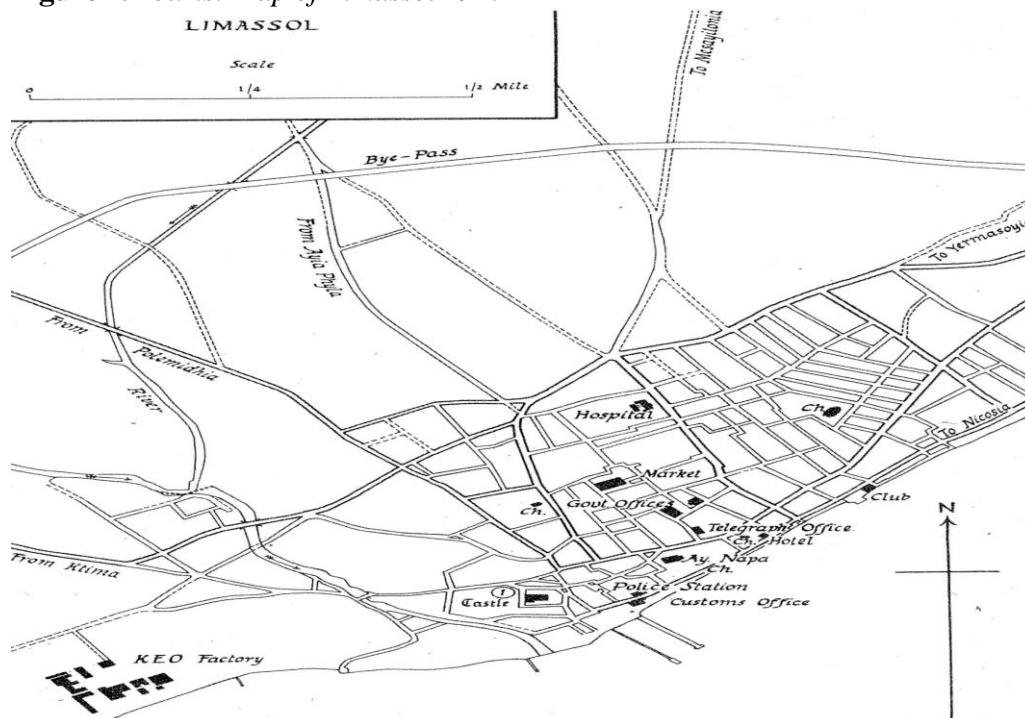 LIMASSOL
Scale
0 1/4 1/2 Mile
To Mesayitonia
Bye-Pass
From Ayia Phyla
To Yermasoyia
From Polemidhia
River
Hospital
Ch.
To Nicosia
Market
Club
Ch.
Govt. Offices
N
Telegraph Office
Ch. Hotel
From Ktima
Ay. Napa
Ch.
Police Station
1
Castle
Customs Office
K.E.O Factory